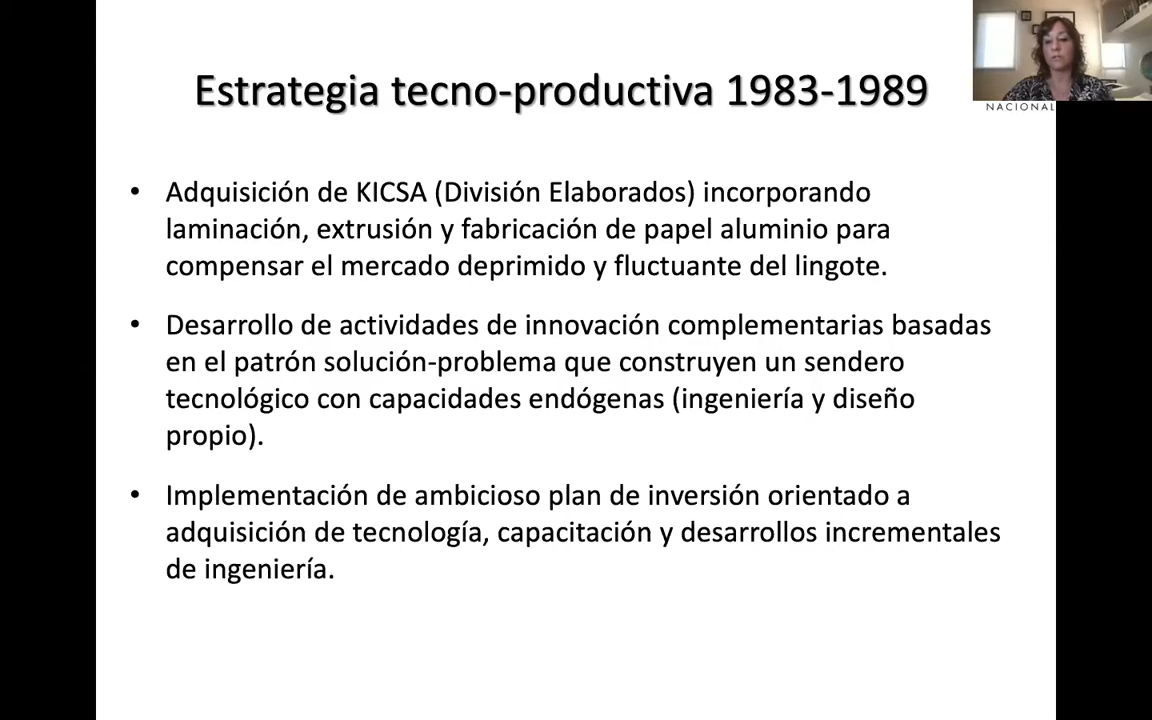 Estrategia tecno-productiva 1983-1989
NACIONAL
• Adquisición de KICSA (División Elaborados) incorporando
laminación, extrusión y fabricación de papel aluminio para
compensar el mercado deprimido y fluctuante del lingote.
• Desarrollo de actividades de innovación complementarias basadas
en el patrón solución-problema que construyen un sendero
tecnológico con capacidades endógenas (ingeniería y diseño
propio).
• Implementación de ambicioso plan de inversión orientado a
adquisición de tecnología, capacitación y desarrollos incrementales
de ingeniería.